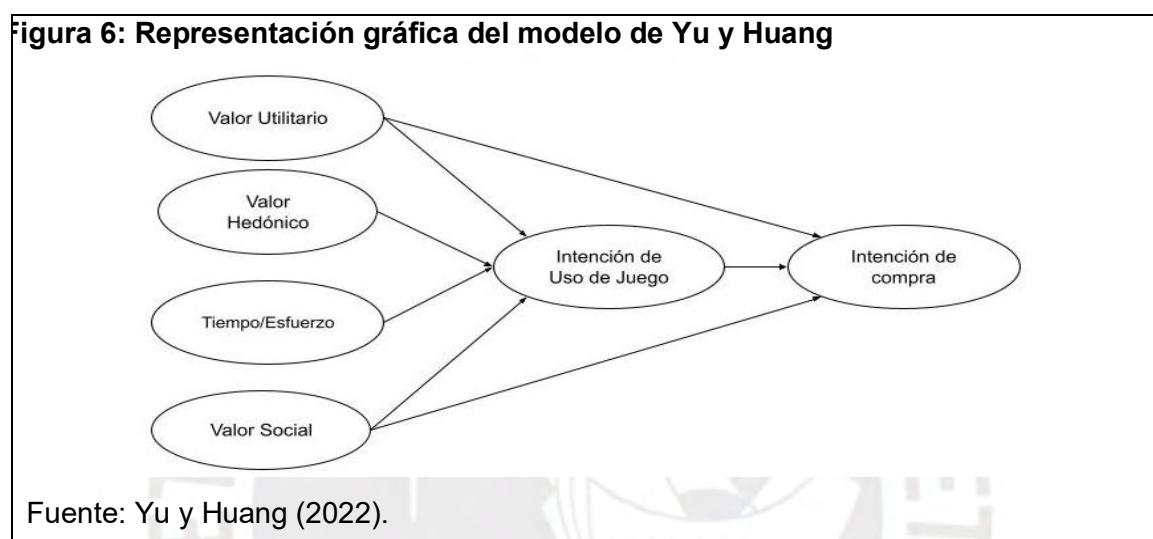 Figura 6: Representación gráfica del modelo de Yu y Huang
Valor Utilitario
Valor
Hedónico
Tiempo/Esfuerzo
Valor Social
Intención de
Uso de Juego
Intención de
compra
Fuente: Yu y Huang (2022).